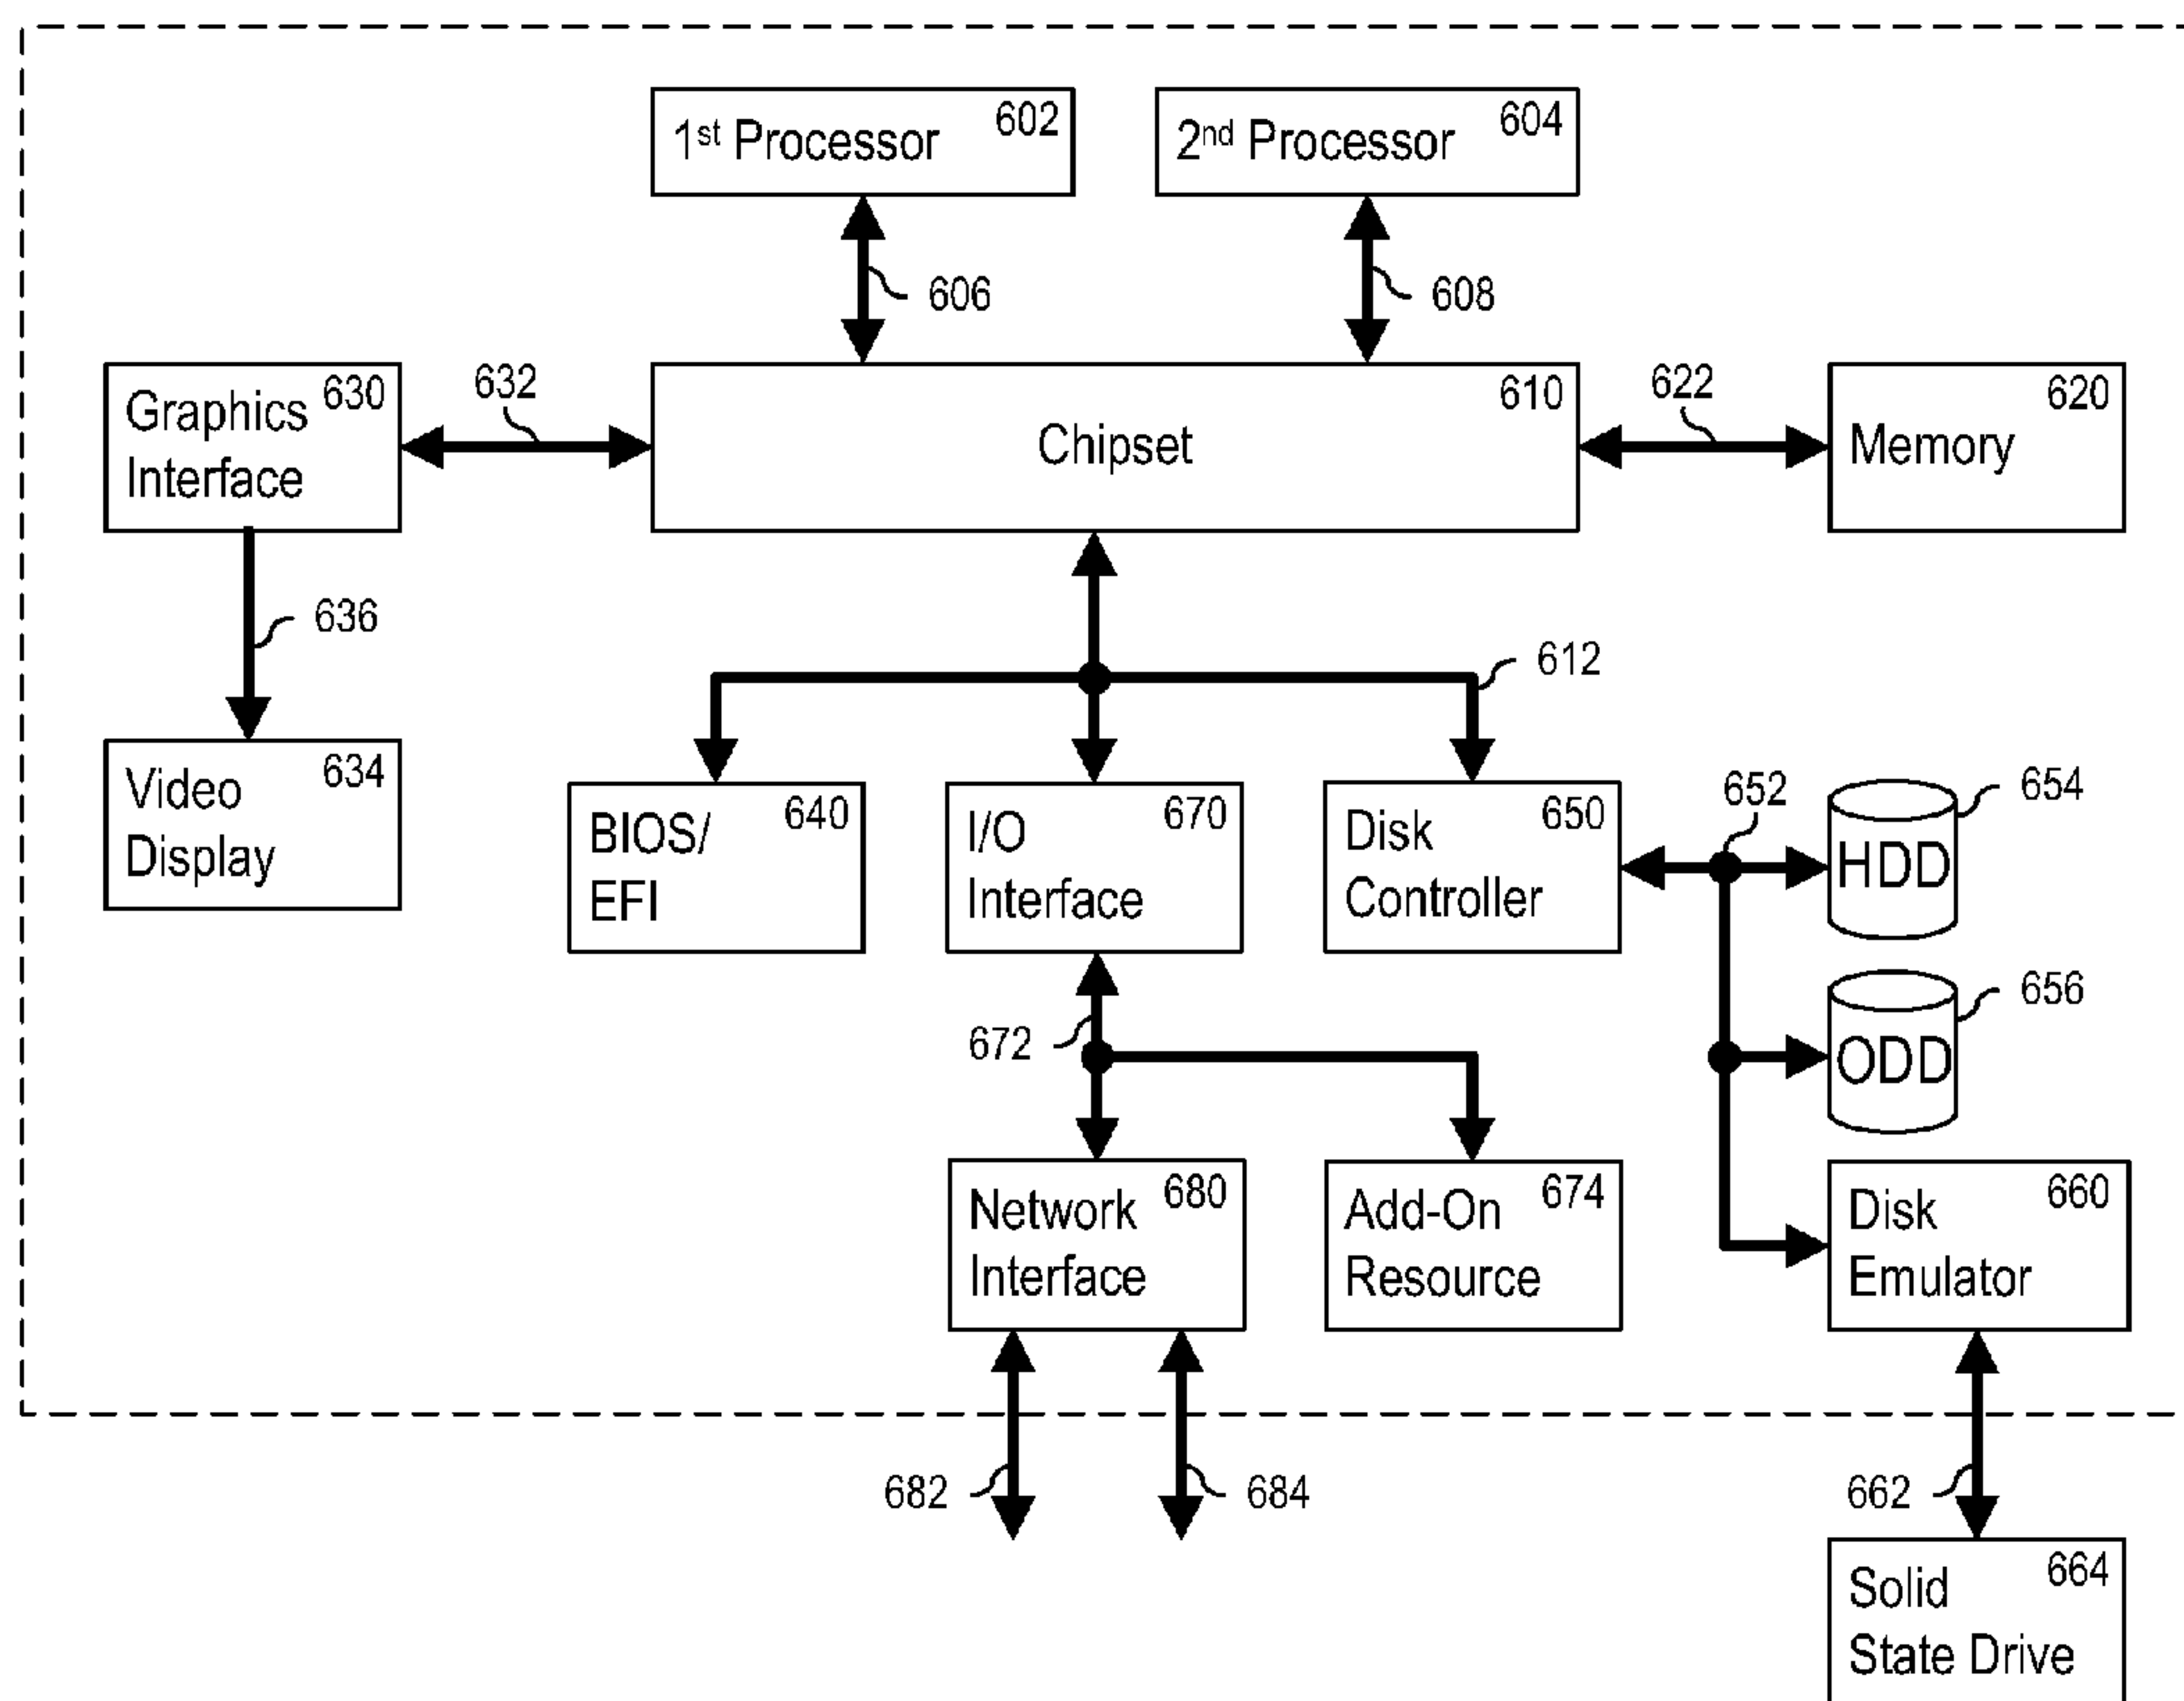 1st Processor 602
2nd Processor 604
606
608
Graphics 630
Interface
632
Chipset 610
622
Memory 620
636
612
Video 634
Display
BIOS/ 640
EFI
I/O 670
Interface
Disk 650
Controller
652
HDD
654
672
ODD
656
Network 680
Interface
Add-On 674
Resource
Disk 660
Emulator
682
684
662
Solid 664
State Drive